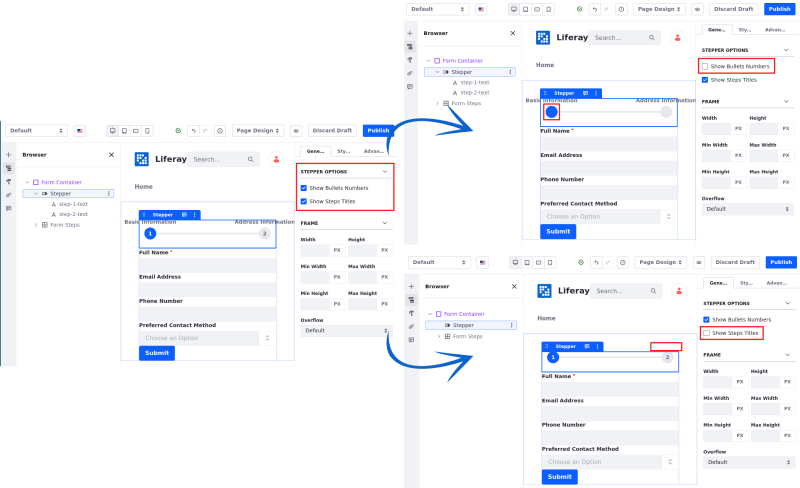 Default
Page Design
Discard Draft
Publish
Browser
Form Container
Stepper
step-1-text
step-2-text
Form Steps
Liferay
Search...
Home
Stepper
Basic Information
Address Information
1
2
Full Name *
Email Address
Phone Number
Preferred Contact Method
Choose an Option
Submit
Gene...
Sty...
Advan...
STEPPER OPTIONS
Show Bullets Numbers
Show Steps Titles
FRAME
Width
Height
PX
PX
Min Width
Max Width
PX
PX
Min Height
Max Height
PX
PX
Overflow
Default
Default
Page Design
Discard Draft
Publish
Browser
Form Container
Stepper
step-1-text
step-2-text
Form Steps
Liferay
Search...
Home
Stepper
Basic Information
Address Information
Full Name *
Email Address
Phone Number
Preferred Contact Method
Choose an Option
Submit
Gene...
Sty...
Advan...
STEPPER OPTIONS
Show Bullets Numbers
Show Steps Titles
FRAME
Width
Height
PX
PX
Min Width
Max Width
PX
PX
Min Height
Max Height
PX
PX
Overflow
Default
Default
Page Design
Discard Draft
Publish
Browser
Form Container
Stepper
Form Steps
Liferay
Search...
Home
Stepper
1
2
Full Name *
Email Address
Phone Number
Preferred Contact Method
Choose an Option
Submit
Gene...
Sty...
Advan...
STEPPER OPTIONS
Show Bullets Numbers
Show Steps Titles
FRAME
Width
Height
PX
PX
Min Width
Max Width
PX
PX
Min Height
Max Height
PX
PX
Overflow
Default